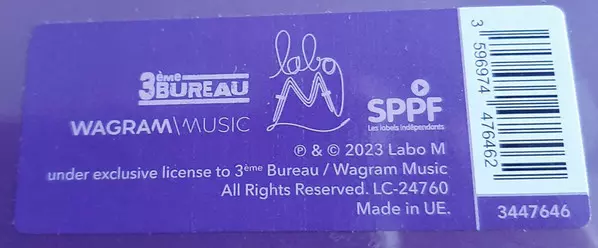 3ème
BUREAU
WAGRAM\MUSIC
labo
M
SPPF
Les labels indépendants
℗ & © 2023 Labo M
under exclusive license to 3ème Bureau / Wagram Music
All Rights Reserved. LC-24760
Made in UE.
3 596974 476462
3447646